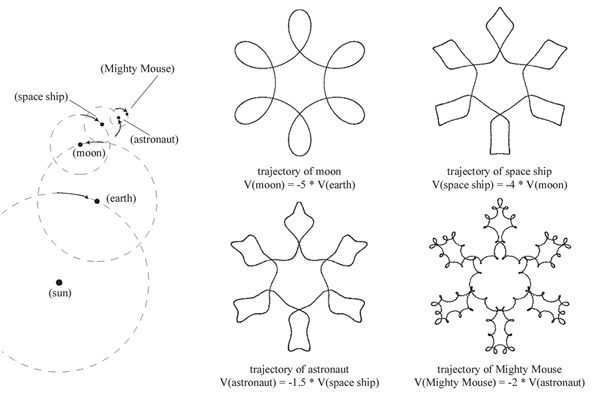 (Mighty Mouse)
(space ship)
(astronaut)
(moon)
(earth)
(sun)
trajectory of moon
V(moon) = -5 * V(earth)
trajectory of space ship
V(space ship) = -4 * V(moon)
trajectory of astronaut
V(astronaut) = -1.5 * V(space ship)
trajectory of Mighty Mouse
V(Mighty Mouse) = -2 * V(astronaut)